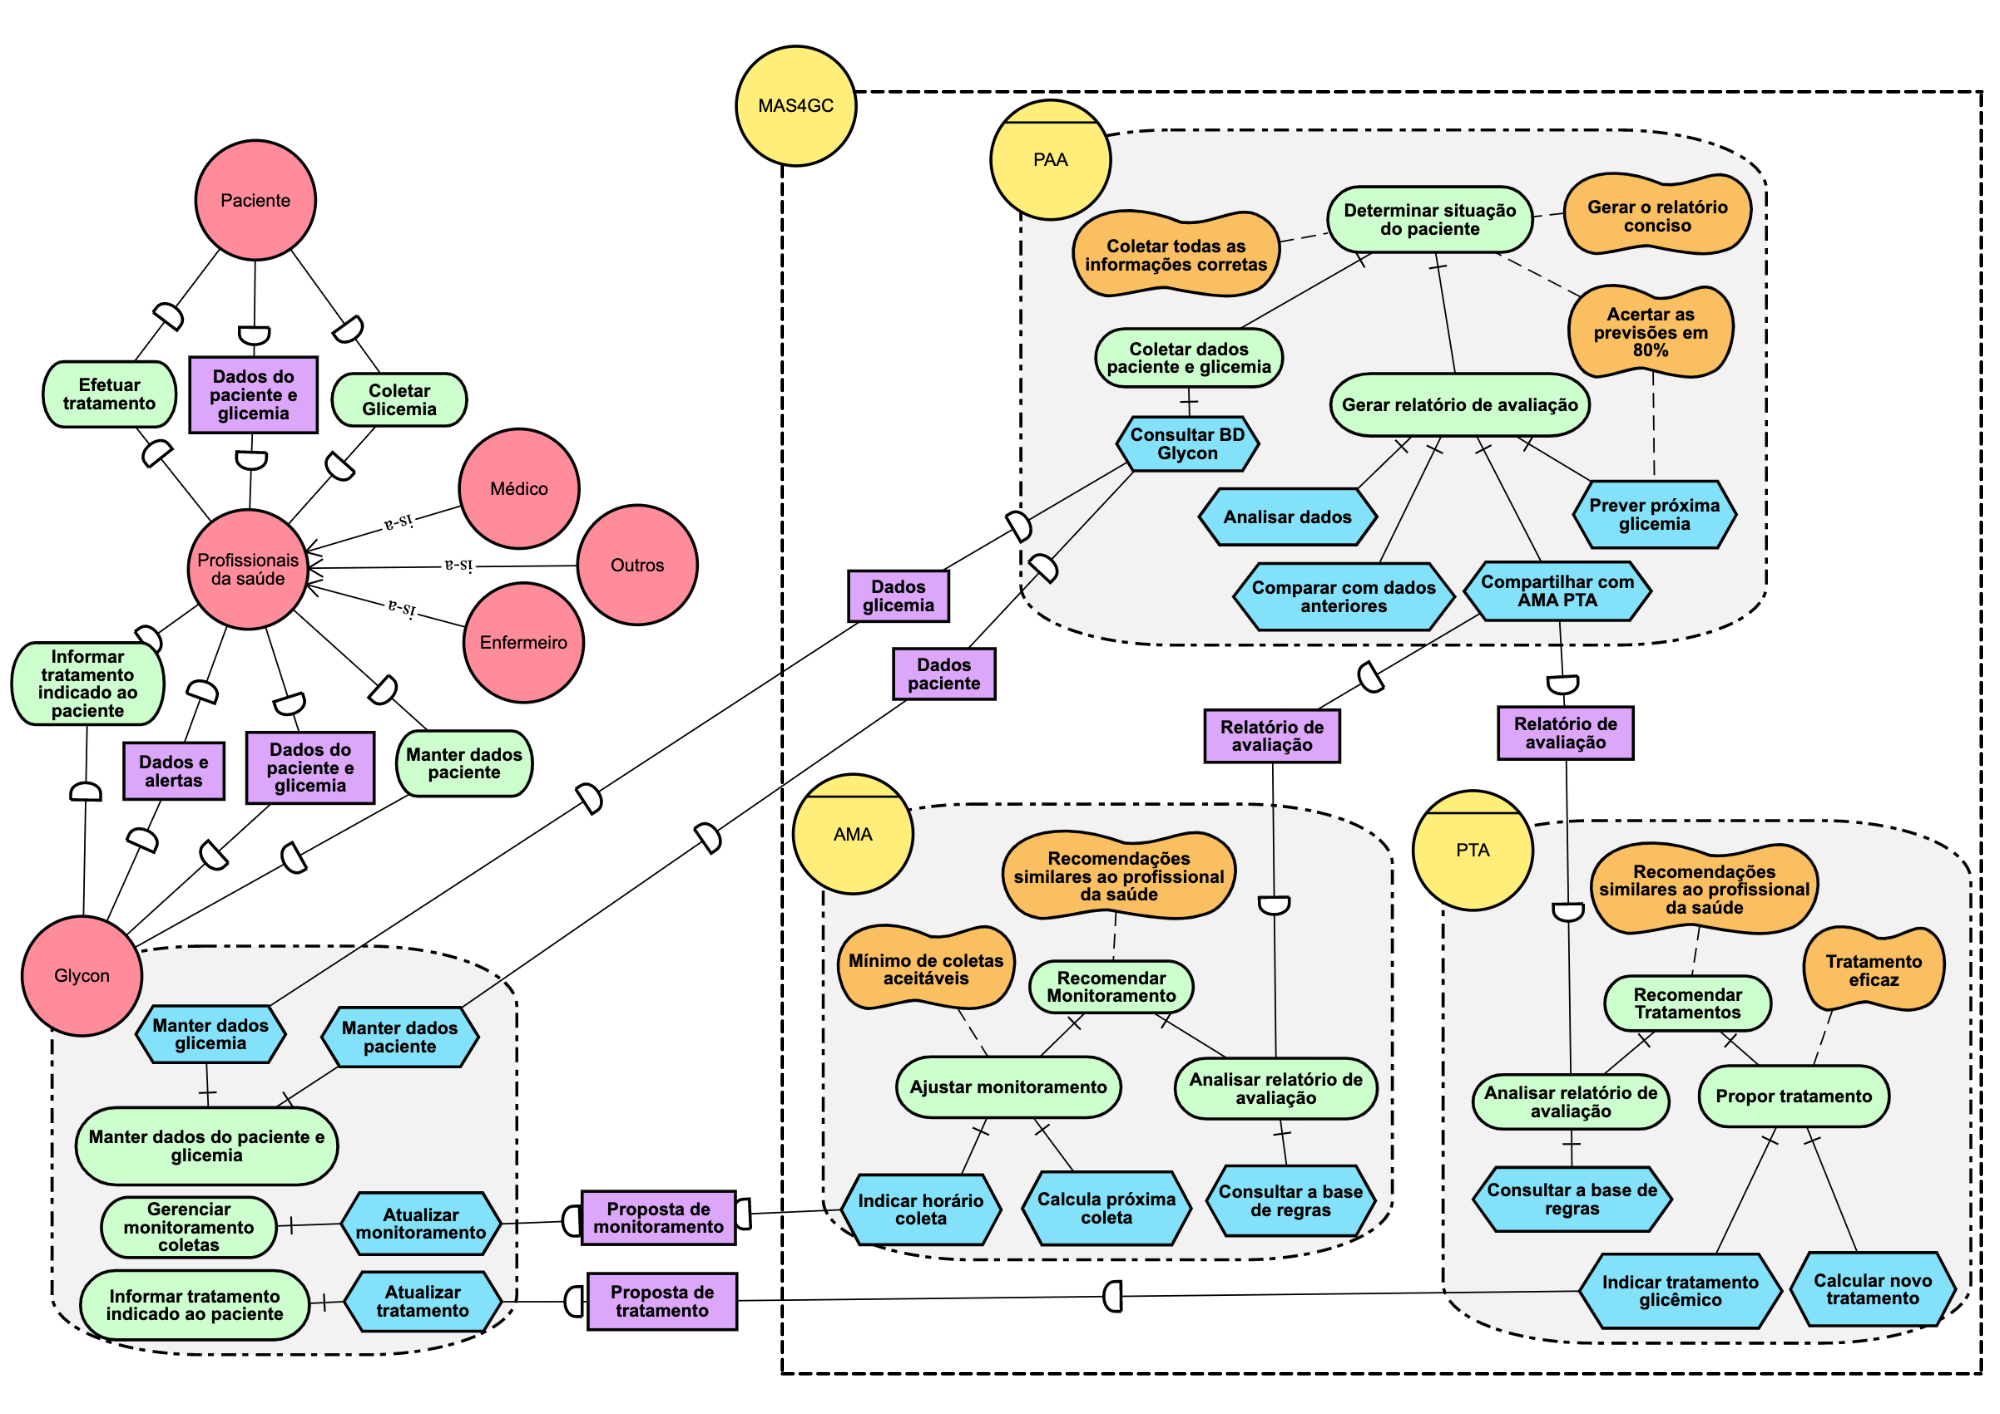 MAS4GC
PAA
Determinar situação
do paciente
Gerar o relatório
conciso
Coletar todas as
informações corretas
Acertar as
previsões em
80%
Coletar dados
paciente e glicemia
Gerar relatório de avaliação
Consultar BD
Glycon
Analisar dados
Prever próxima
glicemia
Comparar com dados
anteriores
Compartilhar com
AMA PTA
Paciente
Efetuar
tratamento
Dados do
paciente e
glicemia
Coletar
Glicemia
Médico
is-a
Outros
is-a
Enfermeiro
is-a
Profissionais
da saúde
Informar
tratamento
indicado ao
paciente
Dados e
alertas
Dados do
paciente e
glicemia
Manter dados
paciente
Dados
glicemia
Dados
paciente
Relatório de
avaliação
Relatório de
avaliação
Glycon
Manter dados
glicemia
Manter dados
paciente
Manter dados do paciente e
glicemia
Gerenciar
monitoramento
coletas
Atualizar
monitoramento
Informar tratamento
indicado ao paciente
Atualizar
tratamento
Proposta de
monitoramento
Proposta de
tratamento
AMA
Recomendações
similares ao profissional
da saúde
Mínimo de coletas
aceitáveis
Recomendar
Monitoramento
Ajustar monitoramento
Analisar relatório de
avaliação
Indicar horário
coleta
Calcula próxima
coleta
Consultar a base
de regras
PTA
Recomendações
similares ao profissional
da saúde
Tratamento
eficaz
Recomendar
Tratamentos
Analisar relatório de
avaliação
Propor tratamento
Consultar a base de
regras
Indicar tratamento
glicêmico
Calcular novo
tratamento